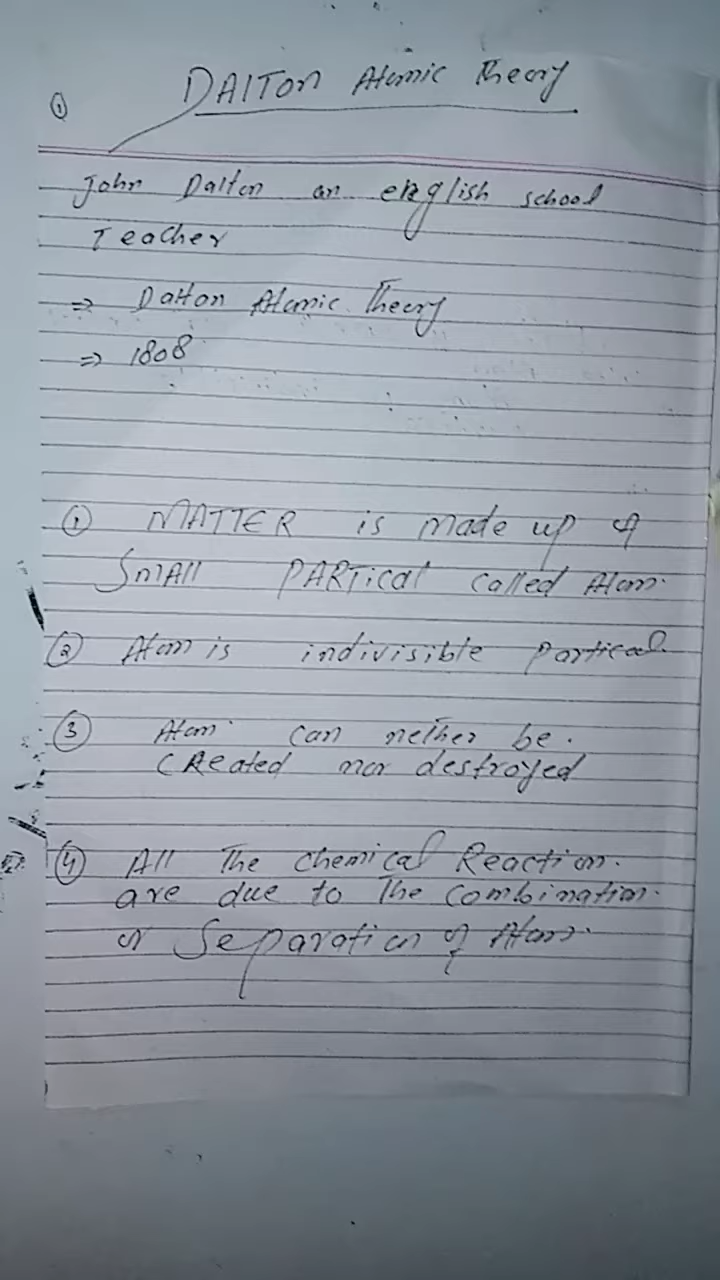 ① DALTON Atomic Theory
John Dalton an english school
Teacher
⇒ Dalton Atomic Theory
⇒ 1808
① MATTER is made up of
Small PARTical called Atom.
② Atom is indivisible Partical.
③ Atom can nether be.
CReated nor destroyed
④ All The chemical Reaction.
are due to The combination.
or Separation of Atom.